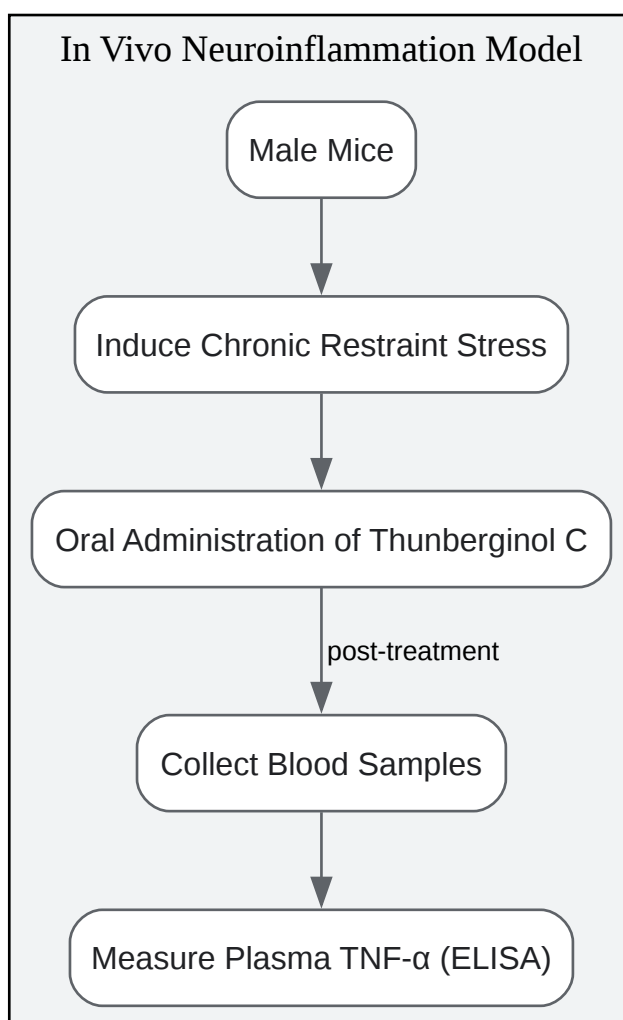 In Vivo Neuroinflammation Model
Male Mice
Induce Chronic Restraint Stress
Oral Administration of Thunberginol C
post-treatment
Collect Blood Samples
Measure Plasma TNF-α (ELISA)